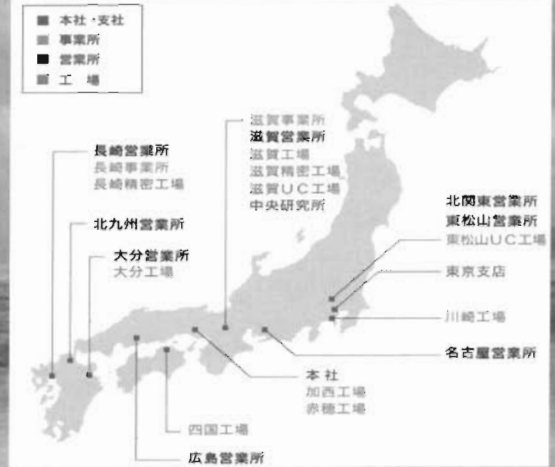 本社・支社
事業所
営業所
工 場
滋賀事業所
滋賀営業所
滋賀工場
滋賀精密工場
滋賀UC工場
中央研究所
長崎営業所
長崎事業所
長崎精密工場
北九州営業所
大分営業所
大分工場
北関東営業所
東松山営業所
東松山UC工場
東京支店
川崎工場
名古屋営業所
本社
加西工場
赤穂工場
四国工場
広島営業所